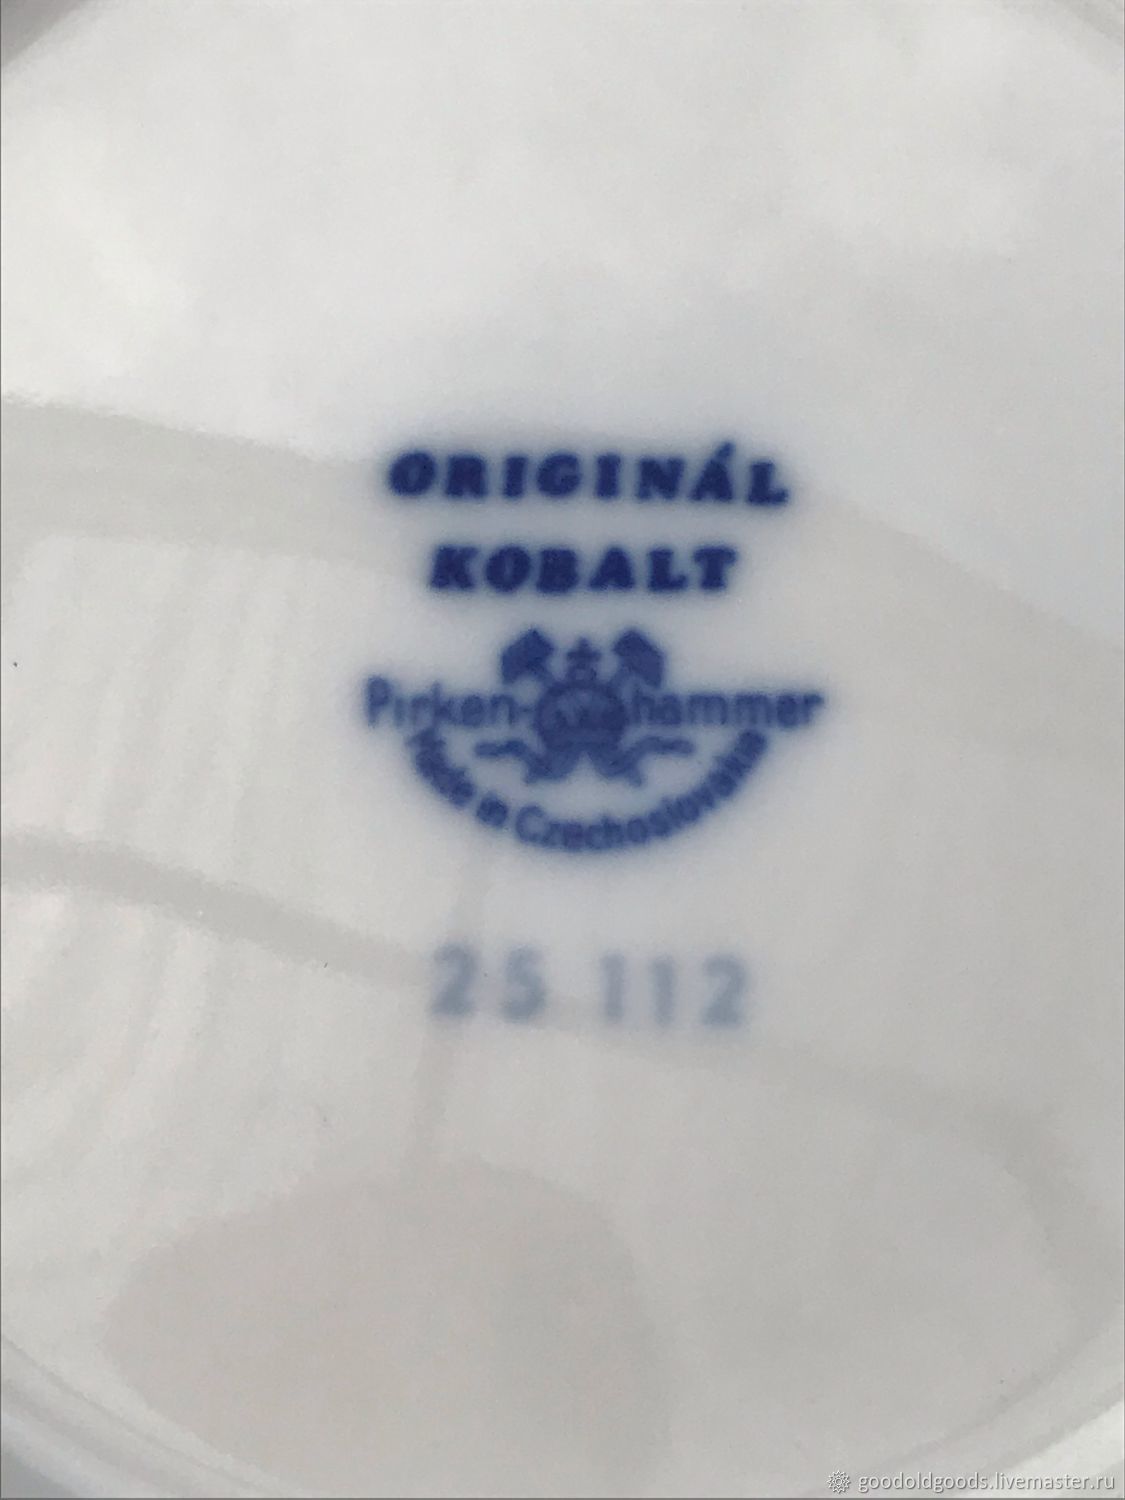 ORIGINÁL
KOBALT
Pirken-hammer
Made in Czechoslovakia
25 112
goodoldgoods.livemaster.ru